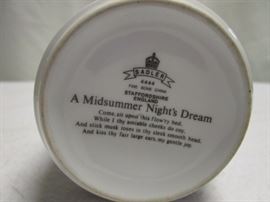 SADLER
4444
FINE BONE CHINA
STAFFORDSHIRE
ENGLAND
A Midsummer Night's Dream
Come, sit upon this flow'ry bed,
While I thy amiable cheeks do coy,
And stick musk roses in thy sleek smooth head,
And kiss thy fair large ears, my gentle joy.